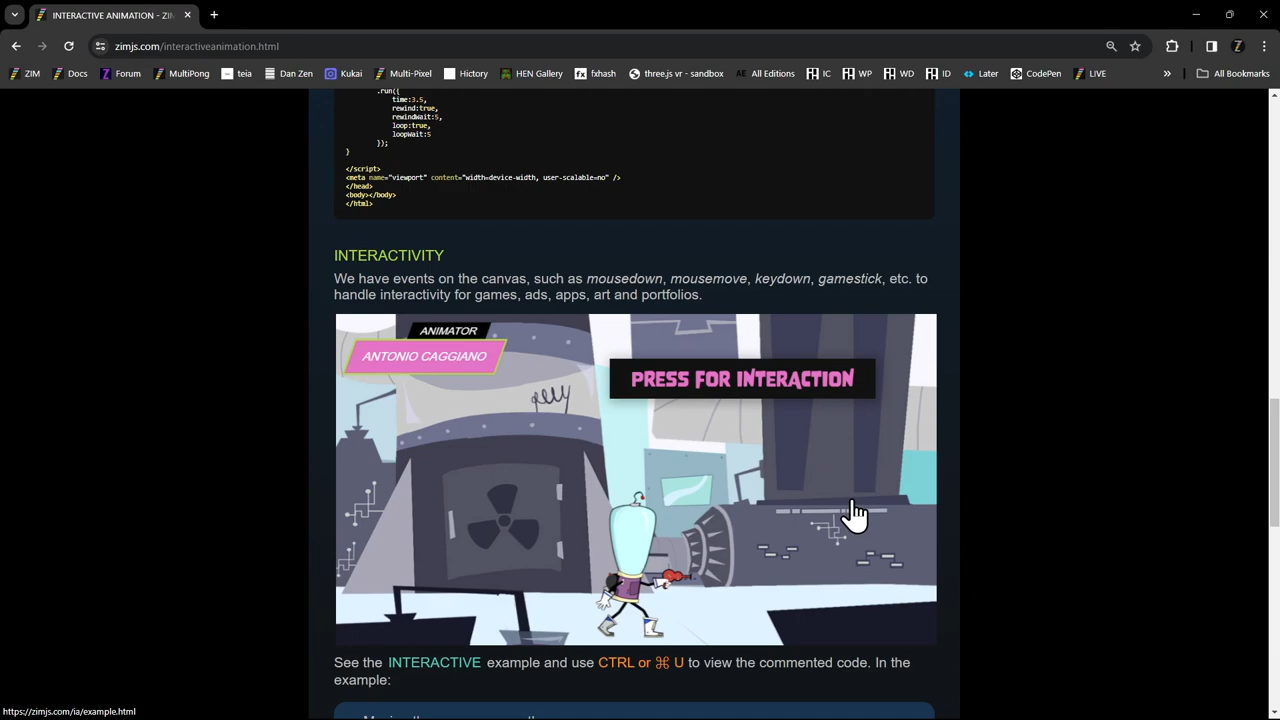 INTERACTIVE ANIMATION - ZIM
zimjs.com/interactiveanimation.html
ZIM Docs Forum MultiPong teia Dan Zen Kukai Multi-Pixel Hictory HEN Gallery fxhash three.js vr - sandbox All Editions IC WP WD ID Later CodePen LIVE » All Bookmarks
.run({
time:3.5,
rewind:true,
rewindWait:5,
loop:true,
loopWait:5
});
}
</script>
<meta name="viewport" content="width=device-width, user-scalable=no" />
</head>
<body></body>
</html>
INTERACTIVITY
We have events on the canvas, such as mousedown, mousemove, keydown, gamestick, etc. to
handle interactivity for games, ads, apps, art and portfolios.
ANIMATOR
ANTONIO CAGGIANO
PRESS FOR INTERACTION
See the INTERACTIVE example and use CTRL or ⌘ U to view the commented code. In the
example:
https://zimjs.com/ia/example.html